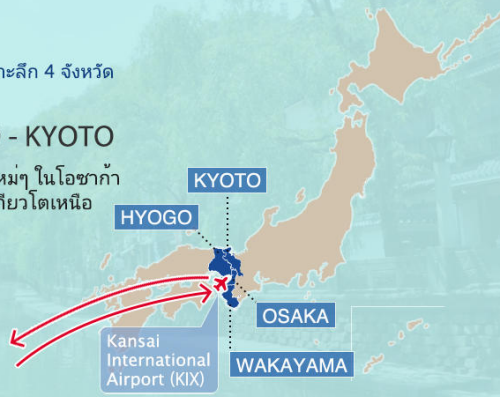 าะลึก 4 จังหวัด
- KYOTO
หม่ๆ ในโอซาก้า
กียวโตเหนือ
KYOTO
HYOGO
OSAKA
WAKAYAMA
Kansai
International
Airport (KIX)